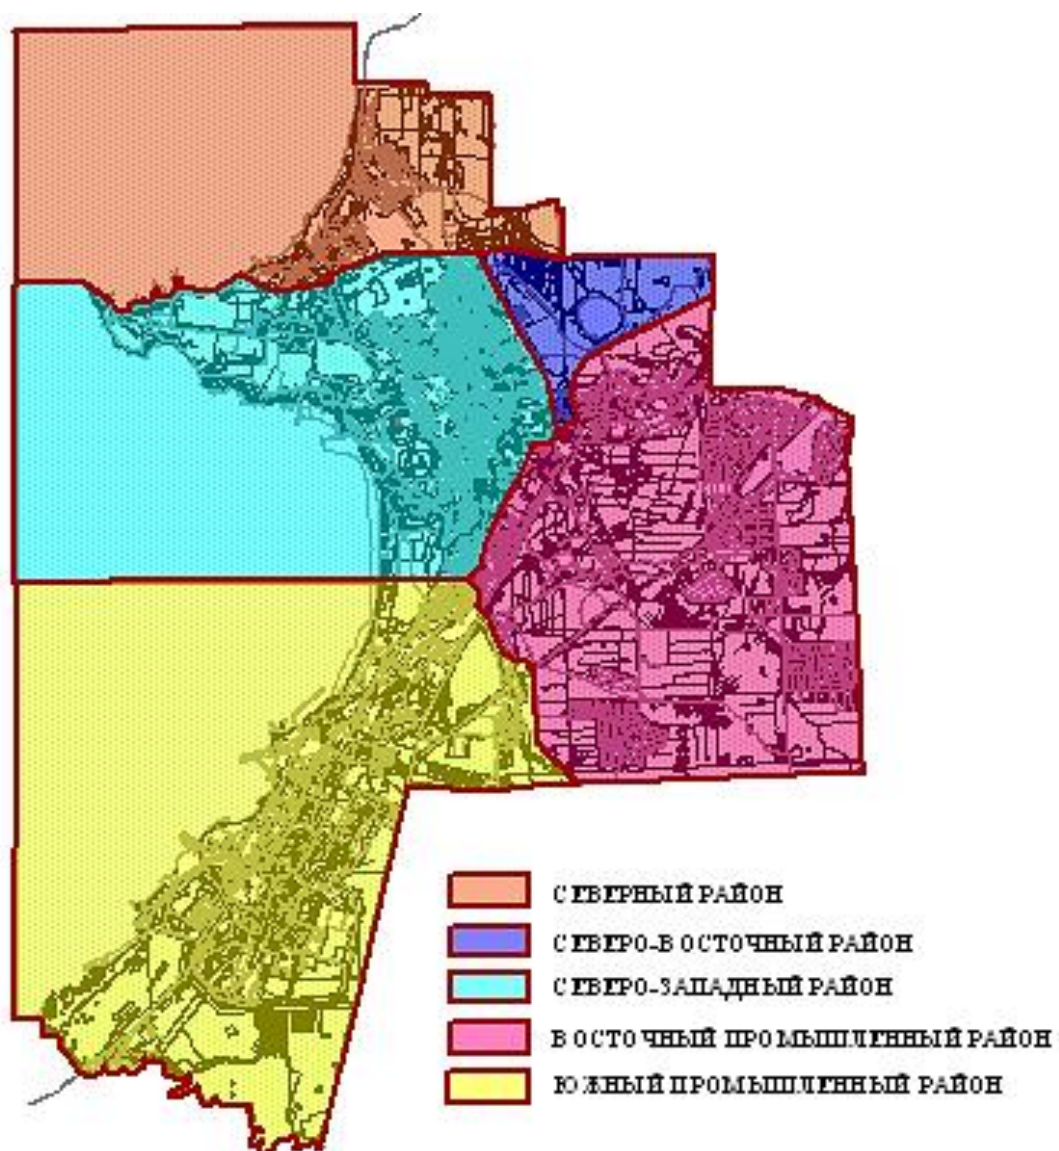 СЕВЕРНЫЙ РАЙОН
СЕВЕРО-ВОСТОЧНЫЙ РАЙОН
СЕВЕРО-ЗАПАДНЫЙ РАЙОН
ВОСТОЧНЫЙ ПРОМЫШЛЕННЫЙ РАЙОН
ЮЖНЫЙ ПРОМЫШЛЕННЫЙ РАЙОН